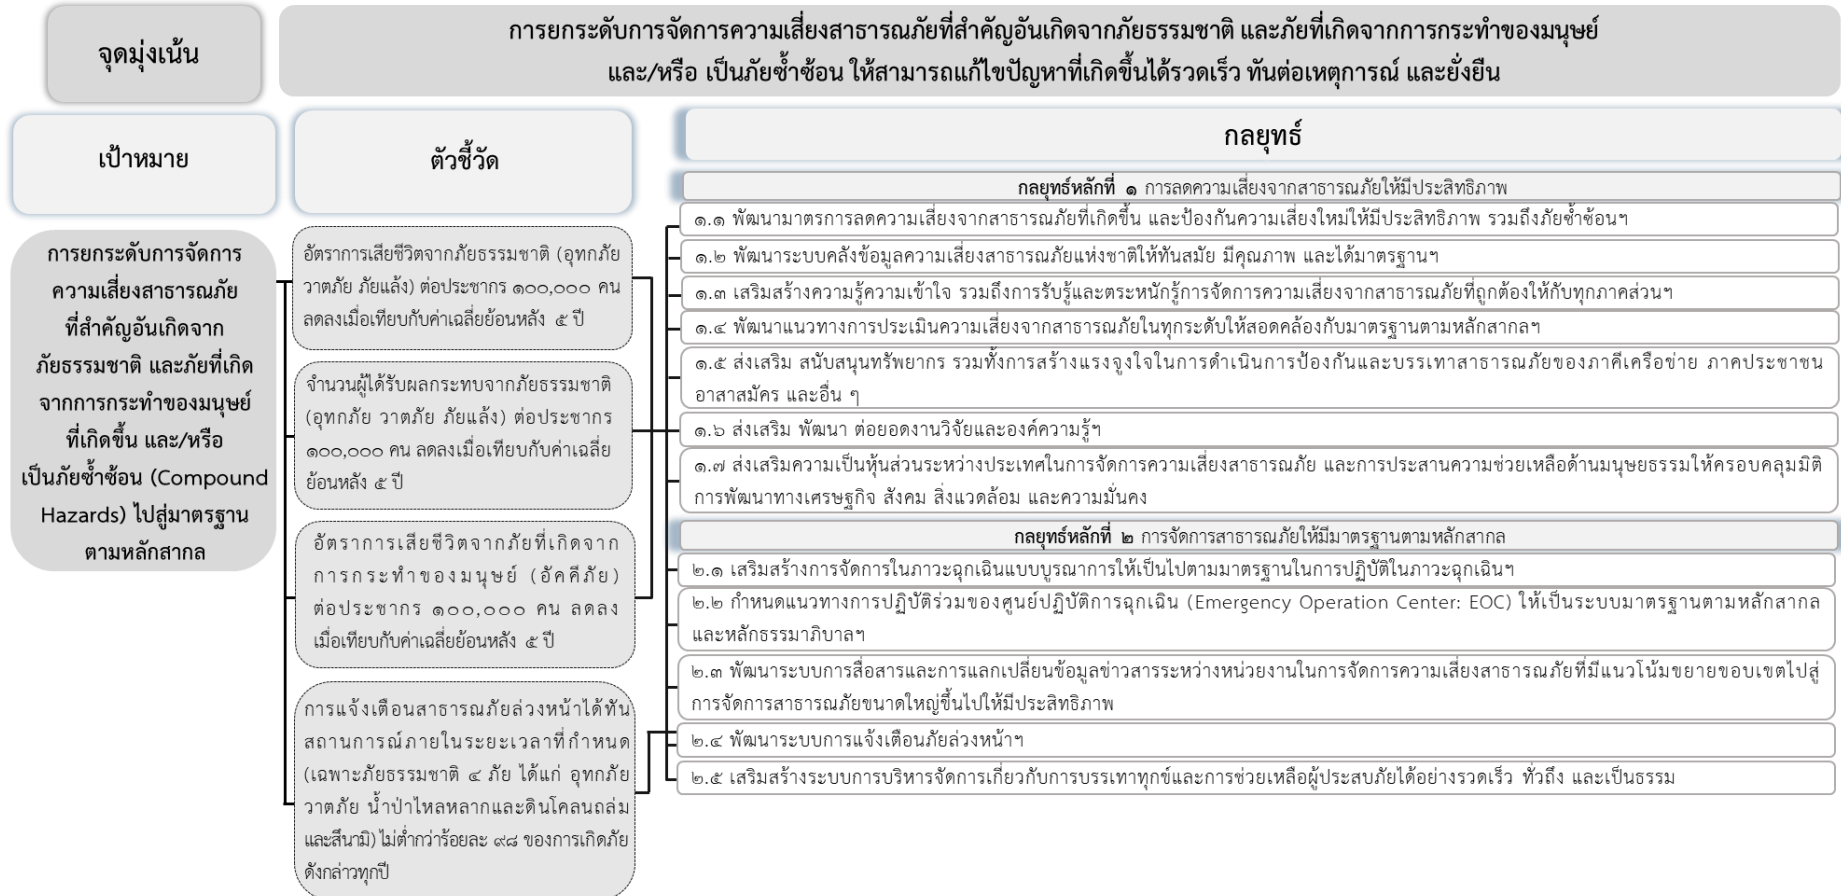 จุดมุ่งเน้น
การยกระดับการจัดการความเสี่ยงสาธารณภัยที่สำคัญอันเกิดจากภัยธรรมชาติ และภัยที่เกิดจากการกระทำของมนุษย์
และ/หรือ เป็นภัยซ้ำซ้อน ให้สามารถแก้ไขปัญหาที่เกิดขึ้นได้รวดเร็ว ทันต่อเหตุการณ์ และยั่งยืน
เป้าหมาย
การยกระดับการจัดการ
ความเสี่ยงสาธารณภัย
ที่สำคัญอันเกิดจาก
ภัยธรรมชาติ และภัยที่เกิด
จากการกระทำของมนุษย์
ที่เกิดขึ้น และ/หรือ
เป็นภัยซ้ำซ้อน (Compound
Hazards) ไปสู่มาตรฐาน
ตามหลักสากล
ตัวชี้วัด
อัตราการเสียชีวิตจากภัยธรรมชาติ (อุทกภัย
วาตภัย ภัยแล้ง) ต่อประชากร ๑๐๐,๐๐๐ คน
ลดลงเมื่อเทียบกับค่าเฉลี่ยย้อนหลัง ๕ ปี
จำนวนผู้ได้รับผลกระทบจากภัยธรรมชาติ
(อุทกภัย วาตภัย ภัยแล้ง) ต่อประชากร
๑๐๐,๐๐๐ คน ลดลงเมื่อเทียบกับค่าเฉลี่ย
ย้อนหลัง ๕ ปี
อัตราการเสียชีวิตจากภัยที่เกิดจาก
การกระทำของมนุษย์ (อัคคีภัย)
ต่อประชากร ๑๐๐,๐๐๐ คน ลดลง
เมื่อเทียบกับค่าเฉลี่ยย้อนหลัง ๕ ปี
การแจ้งเตือนสาธารณภัยล่วงหน้าได้ทัน
สถานการณ์ภายในระยะเวลาที่กำหนด
(เฉพาะภัยธรรมชาติ ๔ ภัย ได้แก่ อุทกภัย
วาตภัย น้ำป่าไหลหลากและดินโคลนถล่ม
และสึนามิ) ไม่ต่ำกว่าร้อยละ ๙๘ ของการเกิดภัย
ดังกล่าวทุกปี
กลยุทธ์
กลยุทธ์หลักที่ ๑ การลดความเสี่ยงจากสาธารณภัยให้มีประสิทธิภาพ
๑.๑ พัฒนามาตรการลดความเสี่ยงจากสาธารณภัยที่เกิดขึ้น และป้องกันความเสี่ยงใหม่ให้มีประสิทธิภาพ รวมถึงภัยซ้ำซ้อนฯ
๑.๒ พัฒนาระบบคลังข้อมูลความเสี่ยงสาธารณภัยแห่งชาติให้ทันสมัย มีคุณภาพ และได้มาตรฐานฯ
๑.๓ เสริมสร้างความรู้ความเข้าใจ รวมถึงการรับรู้และตระหนักรู้การจัดการความเสี่ยงจากสาธารณภัยที่ถูกต้องให้กับทุกภาคส่วนฯ
๑.๔ พัฒนาแนวทางการประเมินความเสี่ยงจากสาธารณภัยในทุกระดับให้สอดคล้องกับมาตรฐานตามหลักสากลฯ
๑.๕ ส่งเสริม สนับสนุนทรัพยากร รวมทั้งการสร้างแรงจูงใจในการดำเนินการป้องกันและบรรเทาสาธารณภัยของภาคีเครือข่าย ภาคประชาชน
อาสาสมัคร และอื่น ๆ
๑.๖ ส่งเสริม พัฒนา ต่อยอดงานวิจัยและองค์ความรู้ฯ
๑.๗ ส่งเสริมความเป็นหุ้นส่วนระหว่างประเทศในการจัดการความเสี่ยงสาธารณภัย และการประสานความช่วยเหลือด้านมนุษยธรรมให้ครอบคลุมมิติ
การพัฒนาทางเศรษฐกิจ สังคม สิ่งแวดล้อม และความมั่นคง
กลยุทธ์หลักที่ ๒ การจัดการสาธารณภัยให้มีมาตรฐานตามหลักสากล
๒.๑ เสริมสร้างการจัดการในภาวะฉุกเฉินแบบบูรณาการให้เป็นไปตามมาตรฐานในการปฏิบัติในภาวะฉุกเฉินฯ
๒.๒ กำหนดแนวทางการปฏิบัติร่วมของศูนย์ปฏิบัติการฉุกเฉิน (Emergency Operation Center: EOC) ให้เป็นระบบมาตรฐานตามหลักสากล
และหลักธรรมาภิบาลฯ
๒.๓ พัฒนาระบบการสื่อสารและการแลกเปลี่ยนข้อมูลข่าวสารระหว่างหน่วยงานในการจัดการความเสี่ยงสาธารณภัยที่มีแนวโน้มขยายขอบเขตไปสู่
การจัดการสาธารณภัยขนาดใหญ่ขึ้นไปให้มีประสิทธิภาพ
๒.๔ พัฒนาระบบการแจ้งเตือนภัยล่วงหน้าฯ
๒.๕ เสริมสร้างระบบการบริหารจัดการเกี่ยวกับการบรรเทาทุกข์และการช่วยเหลือผู้ประสบภัยได้อย่างรวดเร็ว ทั่วถึง และเป็นธรรม